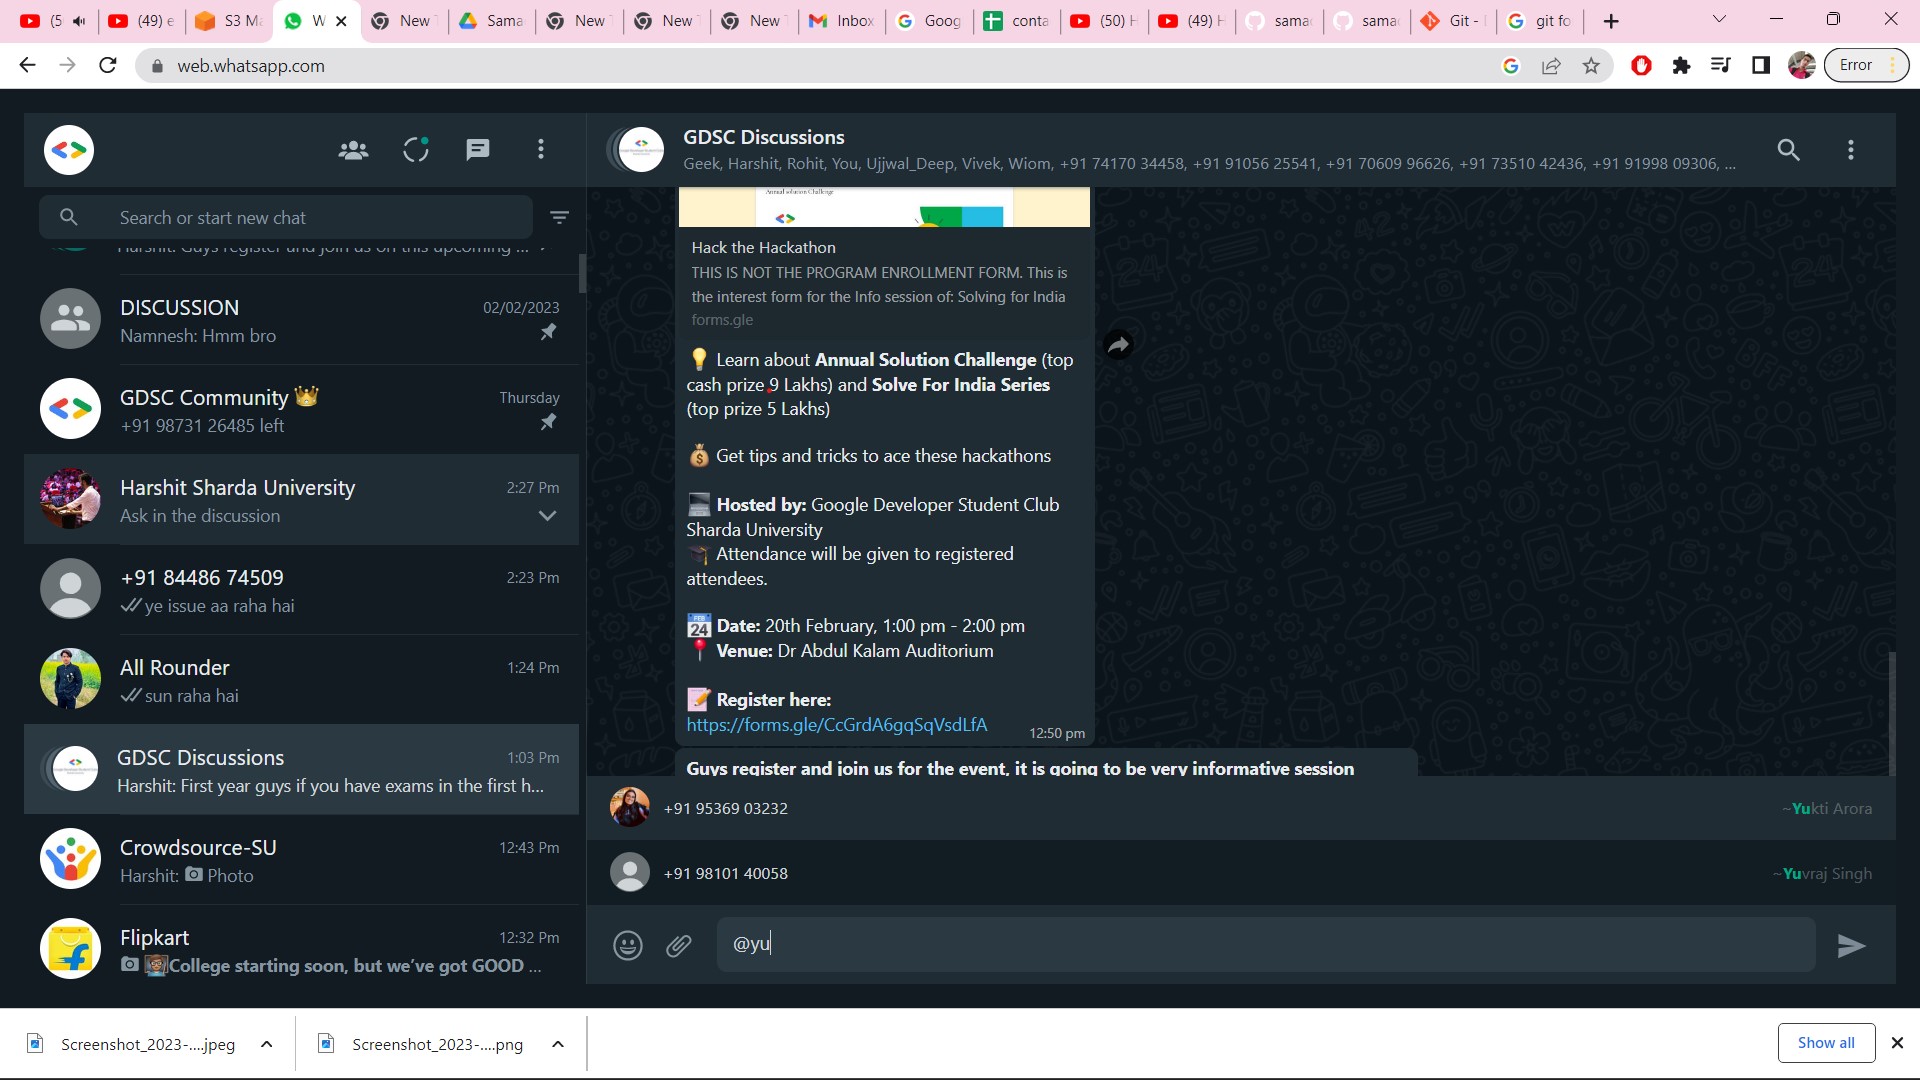 (5
(49) e
S3 Ma
W
New T
Sama
New T
New T
New T
Inbox
Goog
conta
(50) H
(49) H
samac
samac
Git - I
git fo
web.whatsapp.com
Error
GDSC Discussions
Geek, Harshit, Rohit, You, Ujjwal_Deep, Vivek, Wiom, +91 74170 34458, +91 91056 25541, +91 70609 96626, +91 73510 42436, +91 91998 09306, ...
Search or start new chat
Harshit: Guys register and join us on this upcoming ...
DISCUSSION
02/02/2023
Namnesh: Hmm bro
GDSC Community 👑
Thursday
+91 98731 26485 left
Harshit Sharda University
2:27 Pm
Ask in the discussion
+91 84486 74509
2:23 Pm
ye issue aa raha hai
All Rounder
1:24 Pm
sun raha hai
GDSC Discussions
1:03 Pm
Harshit: First year guys if you have exams in the first h...
Crowdsource-SU
12:43 Pm
Harshit: Photo
Flipkart
12:32 Pm
College starting soon, but we've got GOOD ...
Annual solution Challenge
Hack the Hackathon
THIS IS NOT THE PROGRAM ENROLLMENT FORM. This is
the interest form for the Info session of: Solving for India
forms.gle
💡 Learn about Annual Solution Challenge (top
cash prize 9 Lakhs) and Solve For India Series
(top prize 5 Lakhs)
💰 Get tips and tricks to ace these hackathons
💻 Hosted by: Google Developer Student Club
Sharda University
🎓 Attendance will be given to registered
attendees.
📅 Date: 20th February, 1:00 pm - 2:00 pm
📍 Venue: Dr Abdul Kalam Auditorium
📝 Register here:
https://forms.gle/CcGrdA6gqSqVsdLfA
12:50 pm
Guys register and join us for the event, it is going to be very informative session
+91 95369 03232
~Yukti Arora
+91 98101 40058
~Yuvraj Singh
@yu
Screenshot_2023-....jpeg
Screenshot_2023-....png
Show all